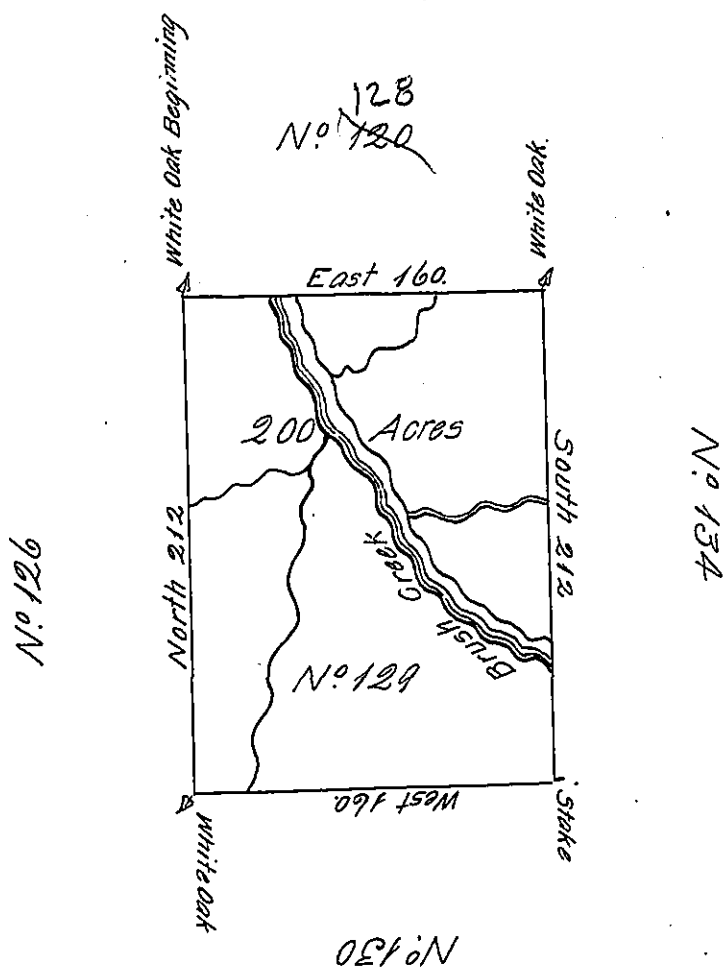 White Oak Beginning
128
Nº 120
White Oak.
East 160.
200 Acres
South 212
Nº 134
North 212
Nº 126
Brush Creek
Nº 129
West 160.
White Oak
Stake
Nº 130